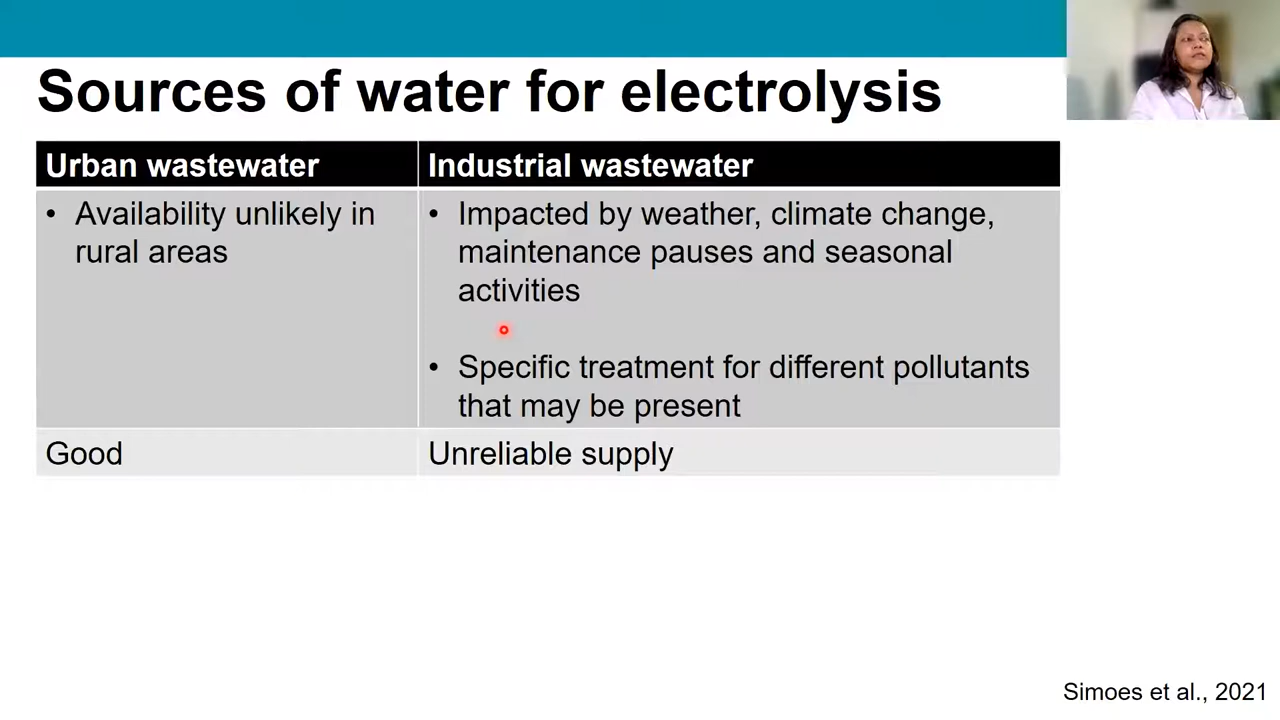 Sources of water for electrolysis
Urban wastewater
Industrial wastewater
• Availability unlikely in
rural areas
• Impacted by weather, climate change,
maintenance pauses and seasonal
activities
• Specific treatment for different pollutants
that may be present
Good
Unreliable supply
Simoes et al., 2021